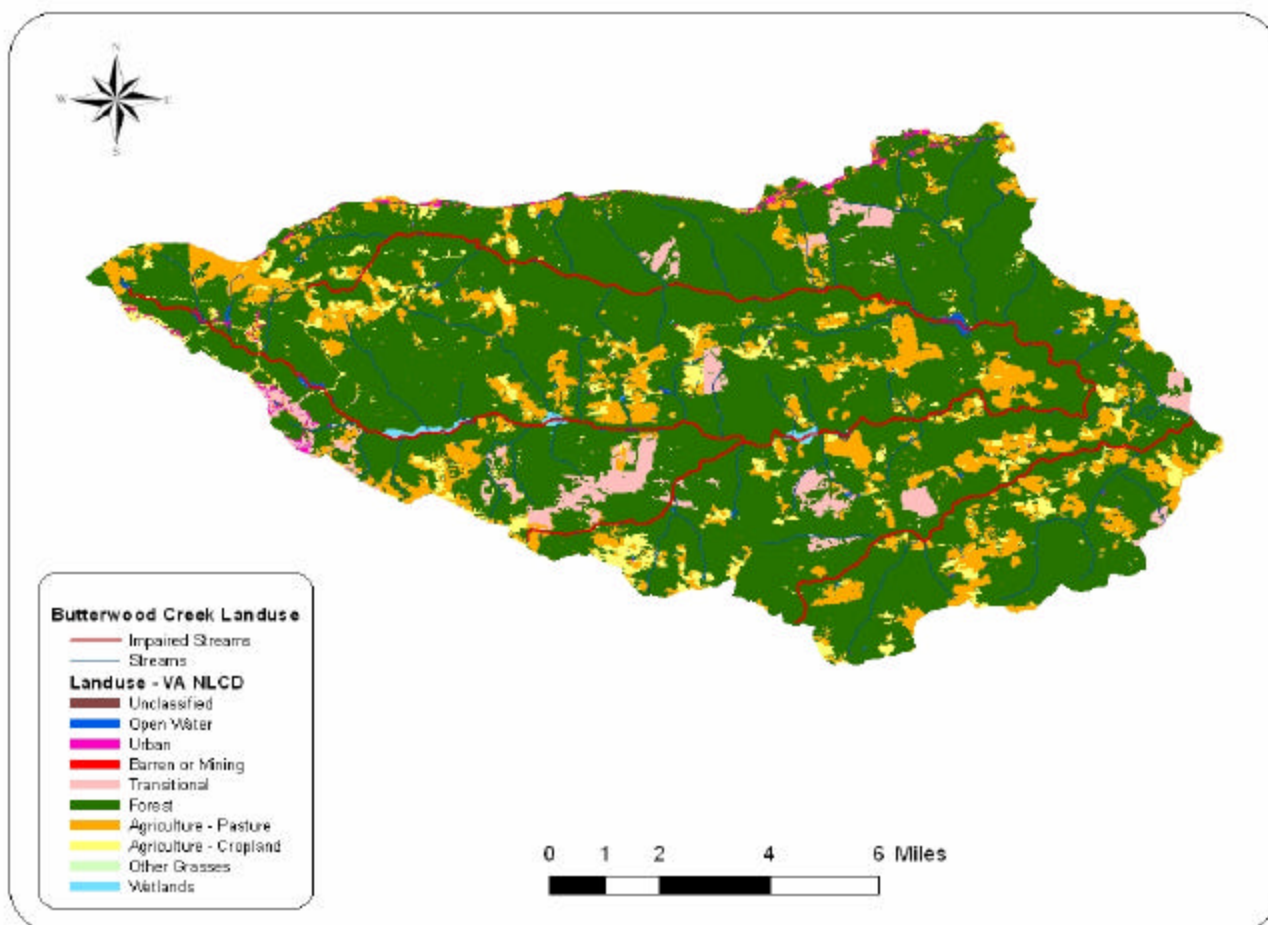 N
W E
S
Butterwood Creek Landuse
Impaired Streams
Streams
Landuse - VA NLCD
Unclassified
Open Water
Urban
Barren or Mining
Transitional
Forest
Agriculture - Pasture
Agriculture - Cropland
Other Grasses
Wetlands
0 1 2 4 6 Miles